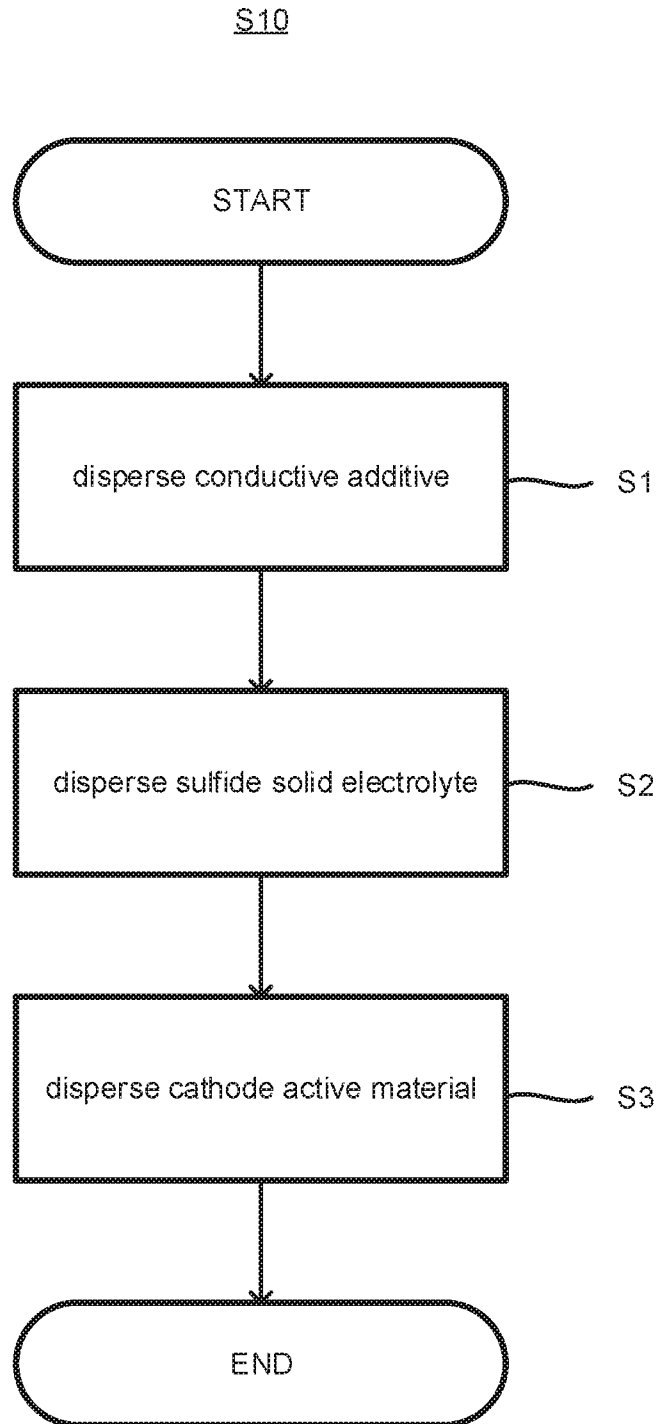 S10
START
disperse conductive additive
S1
disperse sulfide solid electrolyte
S2
disperse cathode active material
S3
END